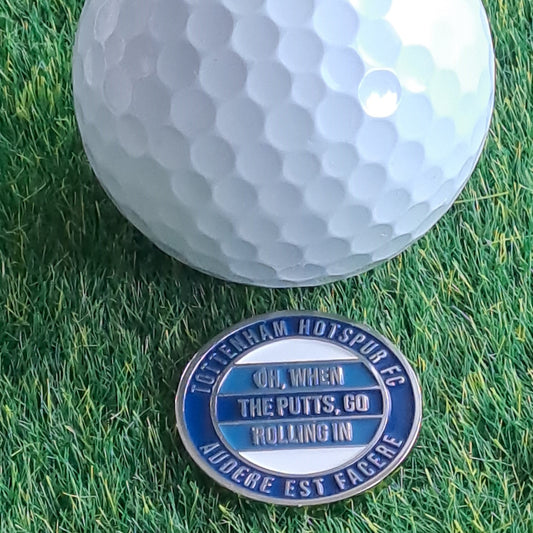 TOTTENHAM HOTSPUR FC
OH, WHEN
THE PUTTS, GO
ROLLING IN
AUDERE EST FACERE